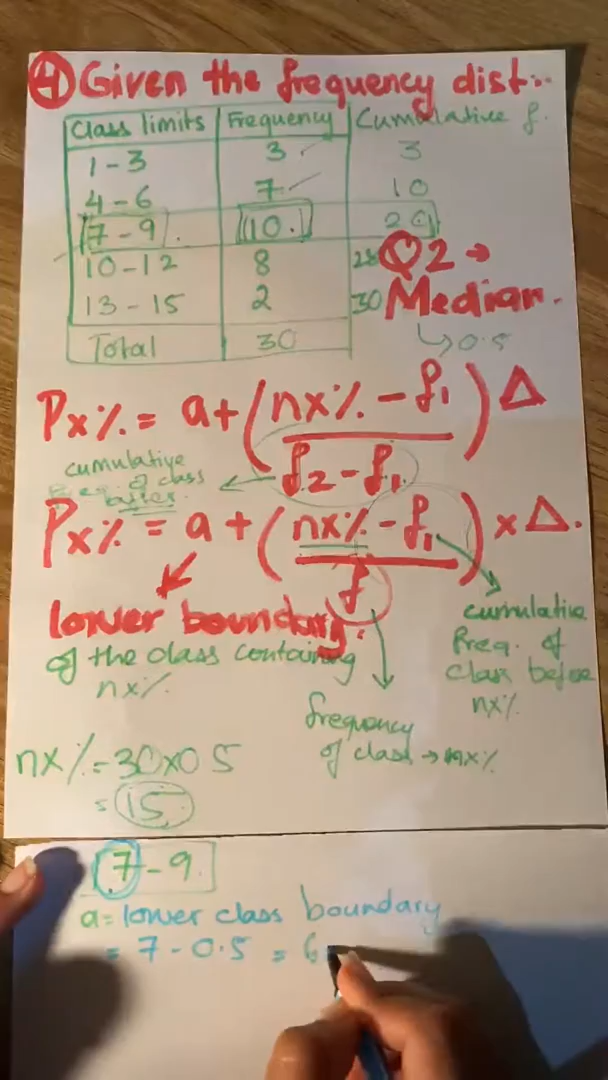 4 Given the frequency dist...
Class limits Frequency Cumulative f.
1-3 3 3
4-6 7 10
7-9 10 20
10-12 8 28
13-15 2 30
Total 30
Q2 →
Median.
↳ 0.5
Px% = a + (nx% - f1 / f2 - f1) Δ
cumulative
of class
before
Px% = a + (nx% - f1 / f) × Δ.
lower boundary.
of the class containing
nx%
cumulative
freq. of
class before
nx%
frequency
of class → nx%
nx% = 30×0.5
= 15
7-9
a = lower class boundary
= 7 - 0.5 = 6